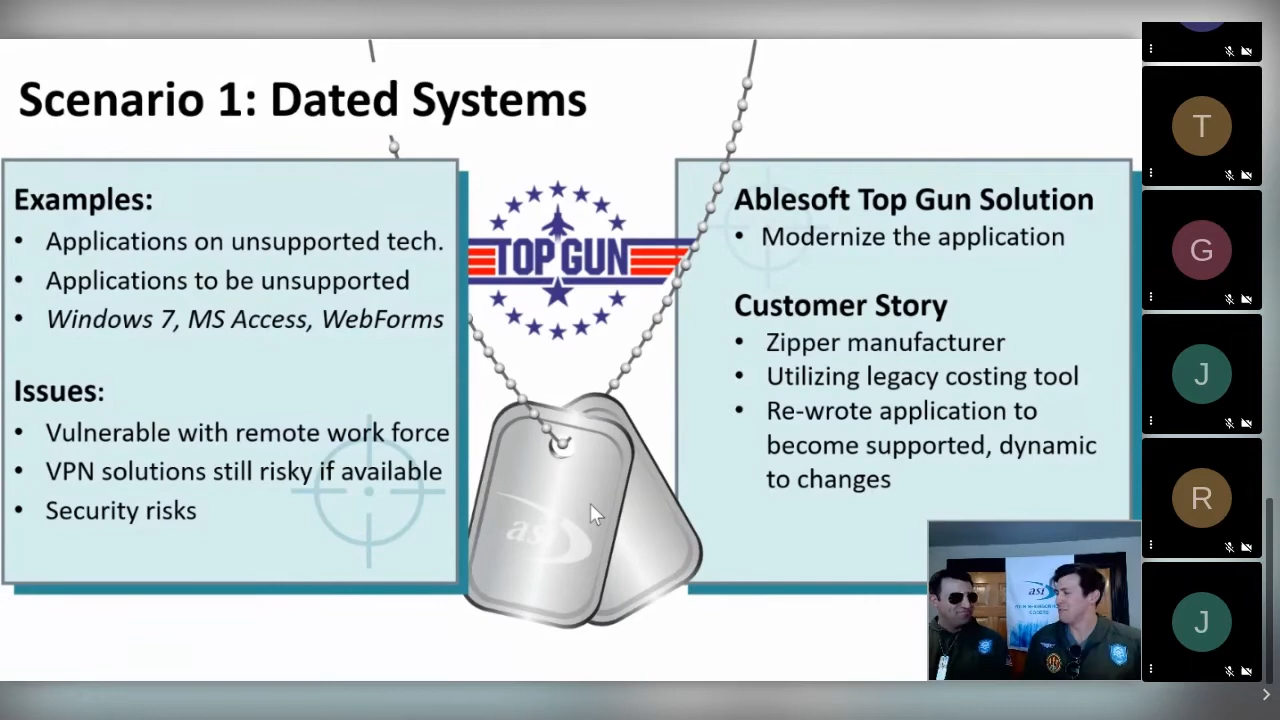 Scenario 1: Dated Systems
Examples:
• Applications on unsupported tech.
• Applications to be unsupported
• Windows 7, MS Access, WebForms
Issues:
• Vulnerable with remote work force
• VPN solutions still risky if available
• Security risks
TOP GUN
asi
Ablesoft Top Gun Solution
• Modernize the application
Customer Story
• Zipper manufacturer
• Utilizing legacy costing tool
• Re-wrote application to
become supported, dynamic
to changes
asi
T
G
J
R
J